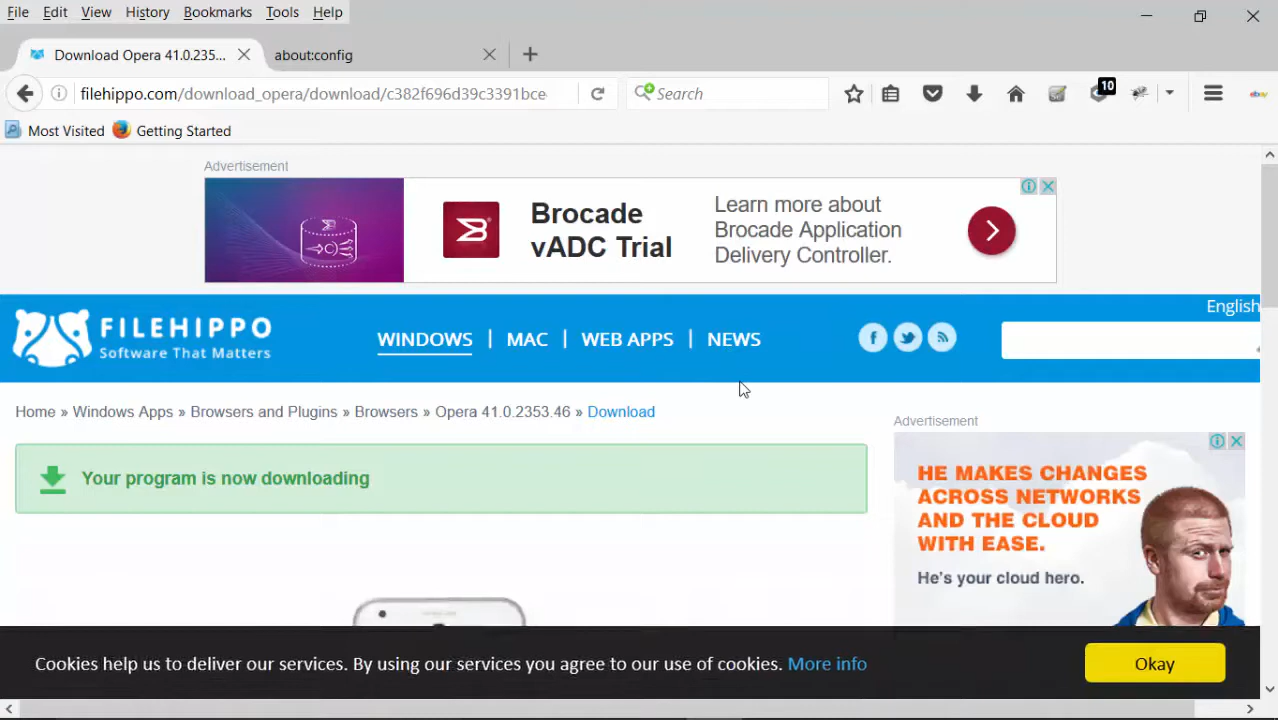 File Edit View History Bookmarks Tools Help
Download Opera 41.0.235... about:config
filehippo.com/download_opera/download/c382f696d39c3391bce Search 10 ebay
Most Visited Getting Started
Advertisement
Brocade
vADC Trial
Learn more about
Brocade Application
Delivery Controller.
FILEHIPPO
Software That Matters
WINDOWS | MAC | WEB APPS | NEWS
English
Home » Windows Apps » Browsers and Plugins » Browsers » Opera 41.0.2353.46 » Download
Your program is now downloading
Advertisement
HE MAKES CHANGES
ACROSS NETWORKS
AND THE CLOUD
WITH EASE.
He's your cloud hero.
Cookies help us to deliver our services. By using our services you agree to our use of cookies. More info
Okay